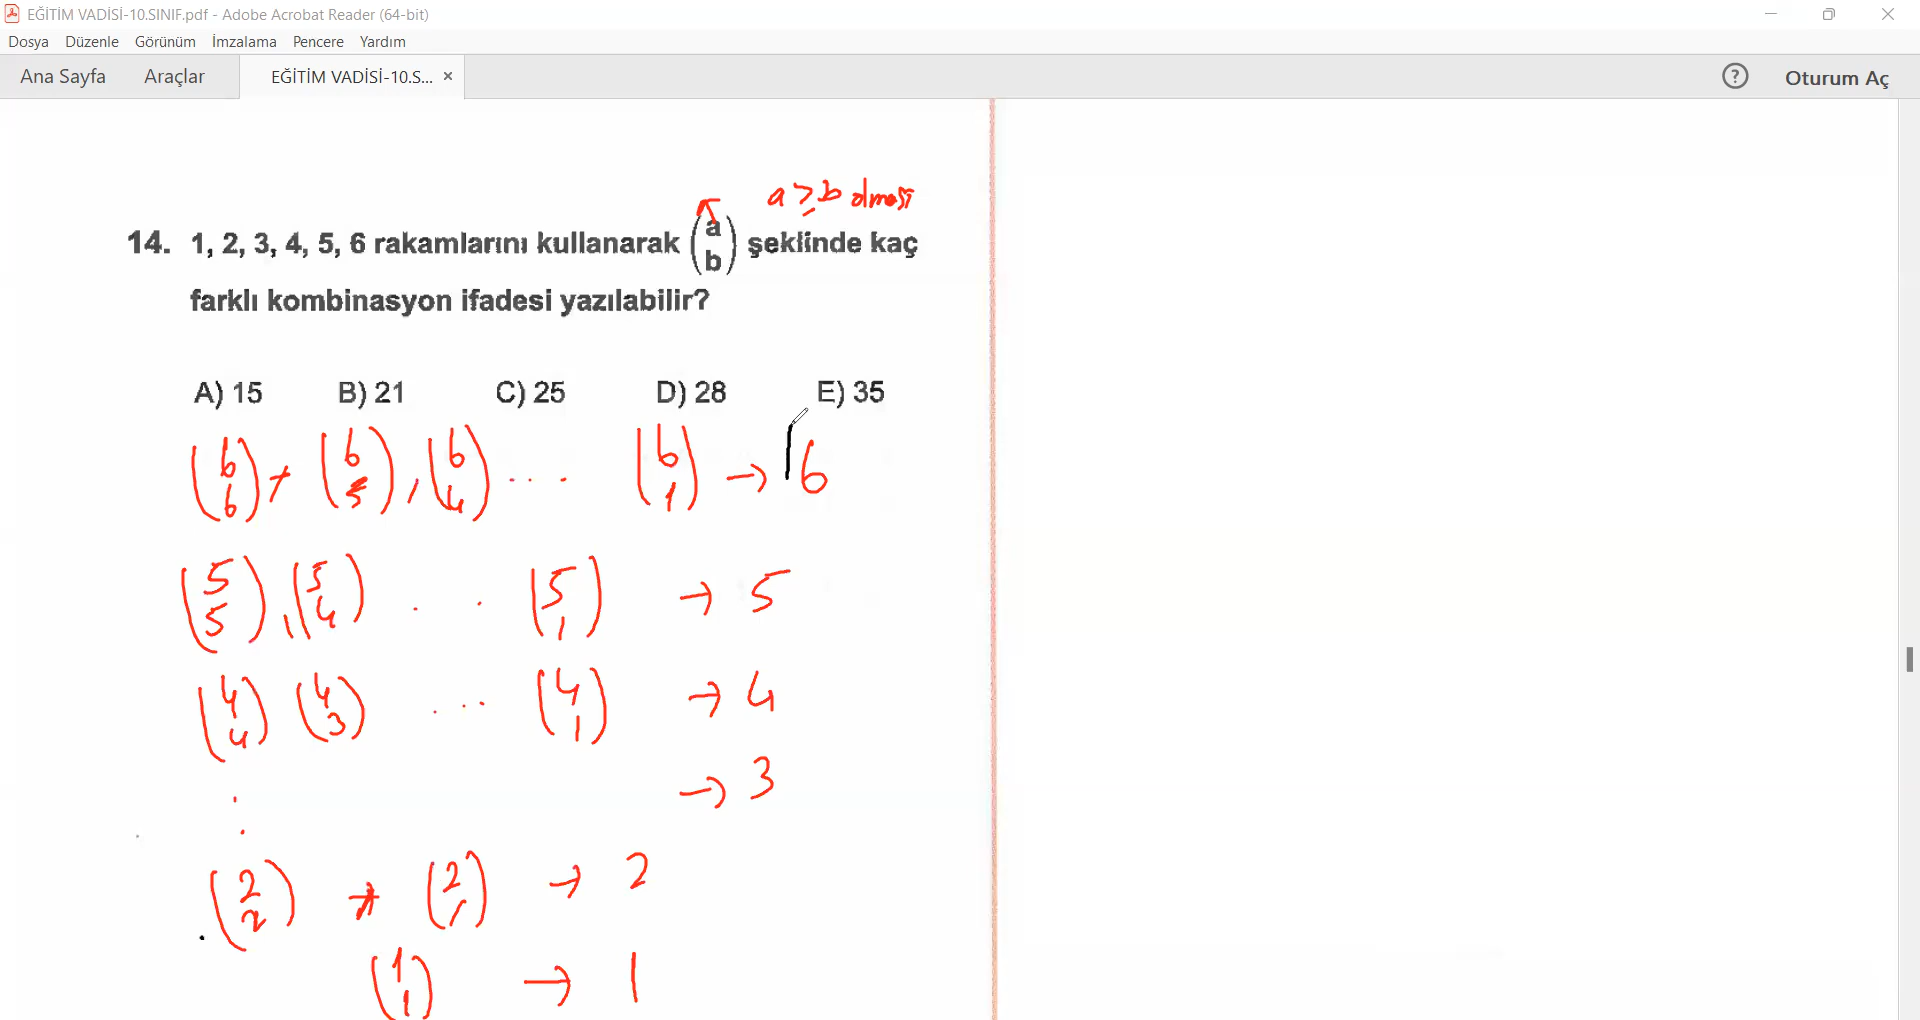 EĞİTİM VADİSİ-10.SINIF.pdf - Adobe Acrobat Reader (64-bit)
Dosya Düzenle Görünüm İmzalama Pencere Yardım
Ana Sayfa Araçlar EĞİTİM VADİSİ-10.S... × ? Oturum Aç
a ≥ b olması
14. 1, 2, 3, 4, 5, 6 rakamlarını kullanarak (a b) şeklinde kaç
farklı kombinasyon ifadesi yazılabilir?
A) 15 B) 21 C) 25 D) 28 E) 35
(6 6) + (6 5), (6 4) ... (6 1) → 6
(5 5), (5 4) . . (5 1) → 5
(4 4) (4 3) ... (4 1) → 4
→ 3
(2 2) (2 1) → 2
(1 1) → 1